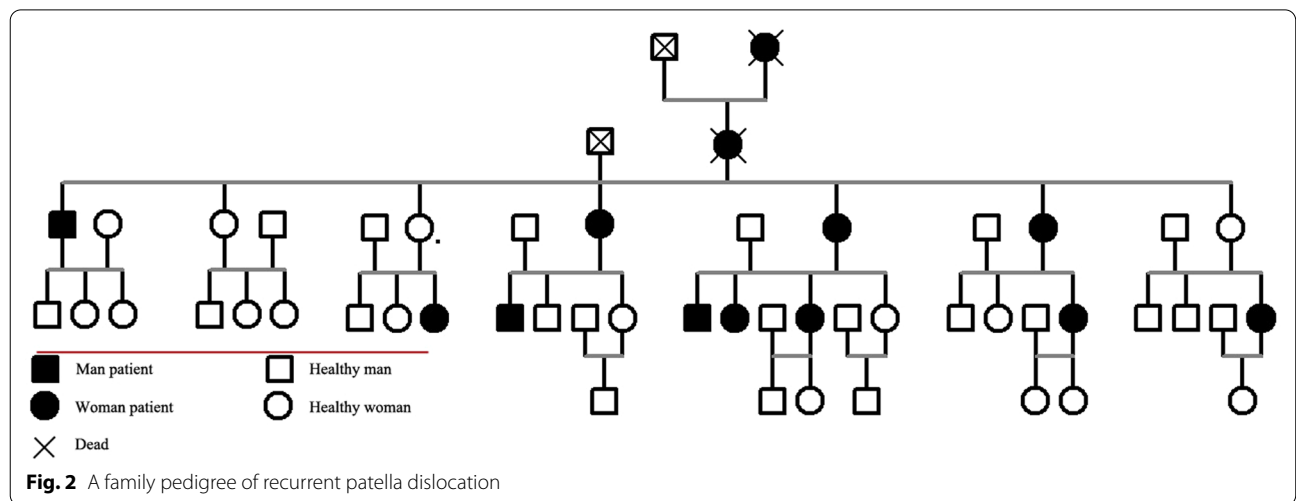 Man patient
Healthy man
Woman patient
Healthy woman
Dead
Fig. 2 A family pedigree of recurrent patella dislocation